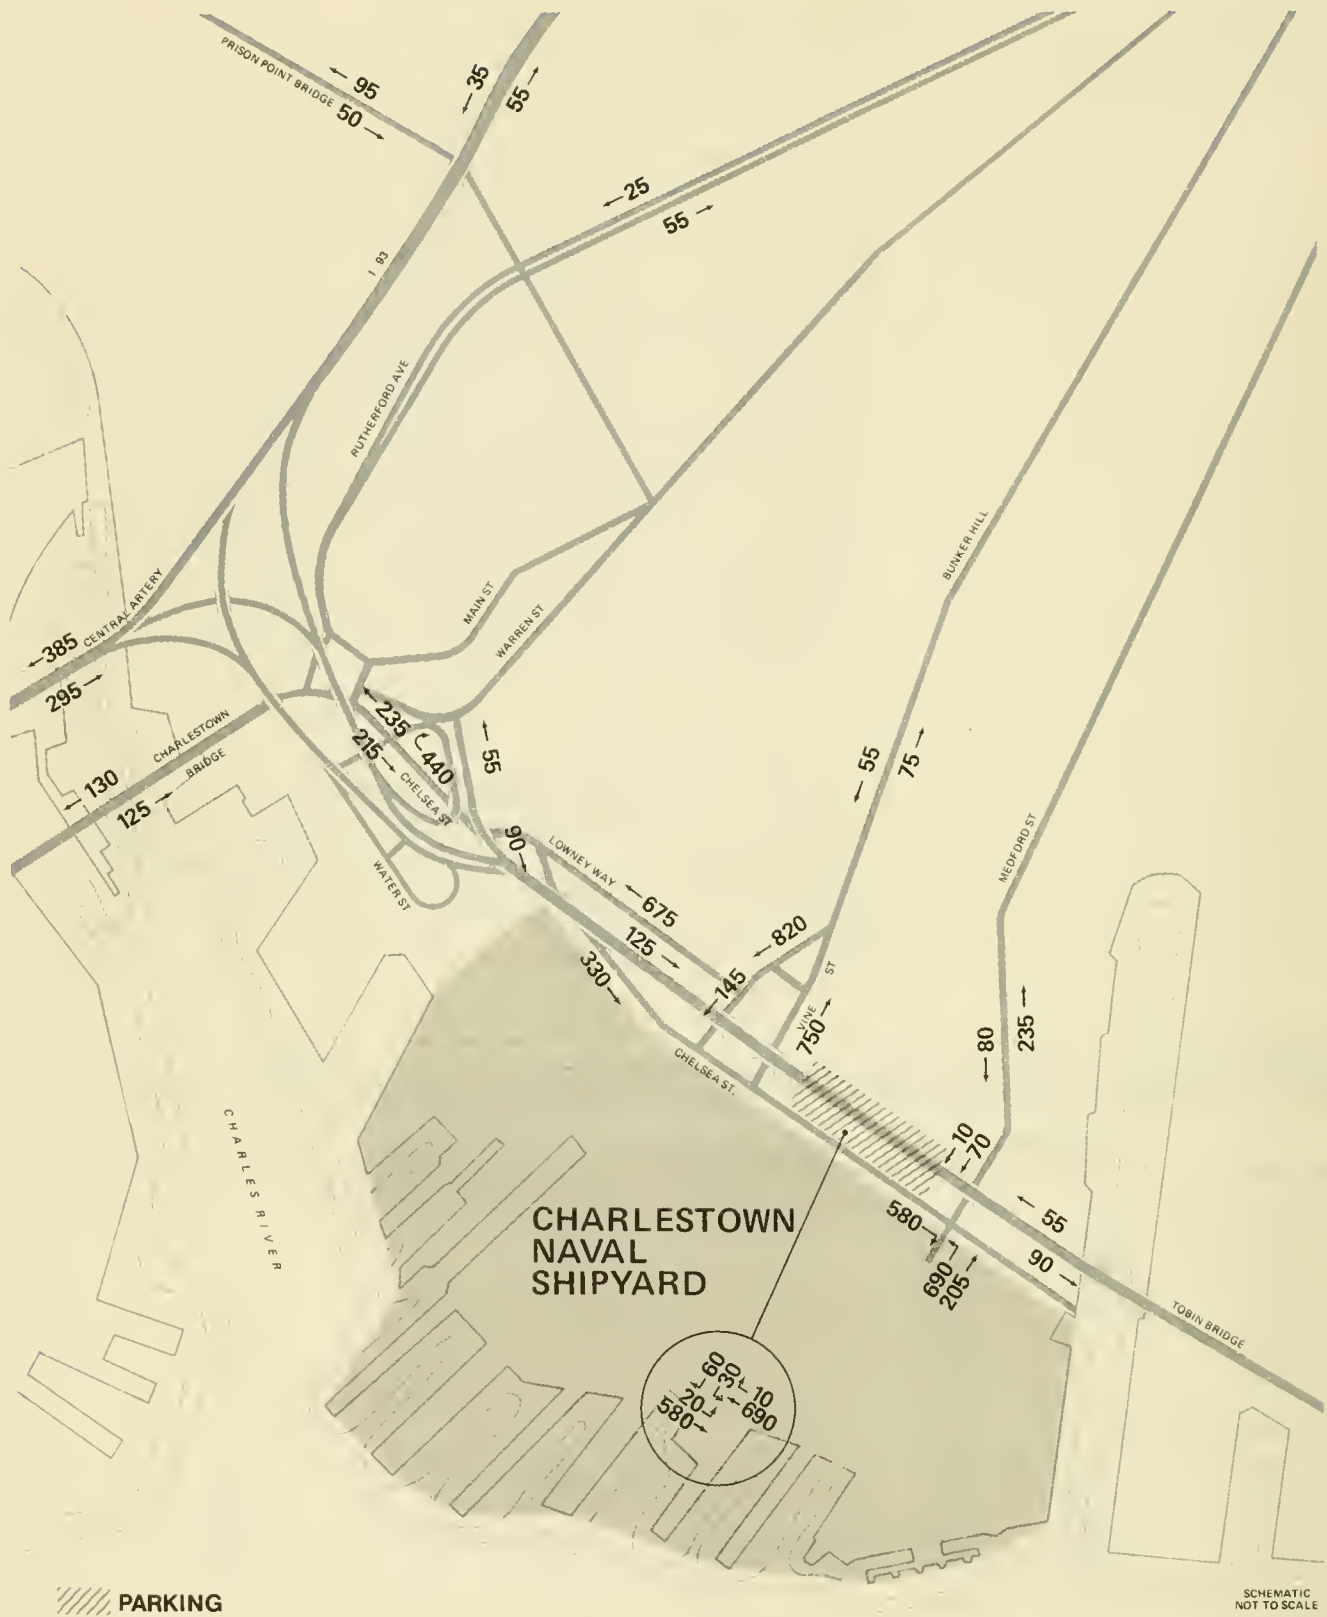 PRISON POINT BRIDGE
← 95
50 →
← 35
55 →
← 25
55 →
I 93
RUTHERFORD AVE
MAIN ST
WARREN ST
BUNKER HILL
CENTRAL ARTERY
← 385
295 →
CHARLESTOWN
BRIDGE
← 130
125 →
← 235
215 →
440
CHELSEA ST
← 55
WATER ST
90 →
LOWNEY WAY
← 675
125 →
330 →
← 820
← 145
← 55
75 →
VINE ST
750 →
MEDFORD ST
← 80
235 →
CHELSEA ST.
← 10
← 70
← 55
90 →
580
690
205 →
TOBIN BRIDGE
CHARLES RIVER
CHARLESTOWN
NAVAL
SHIPYARD
60
30
10
20
690
580 →
PARKING
SCHEMATIC
NOT TO SCALE